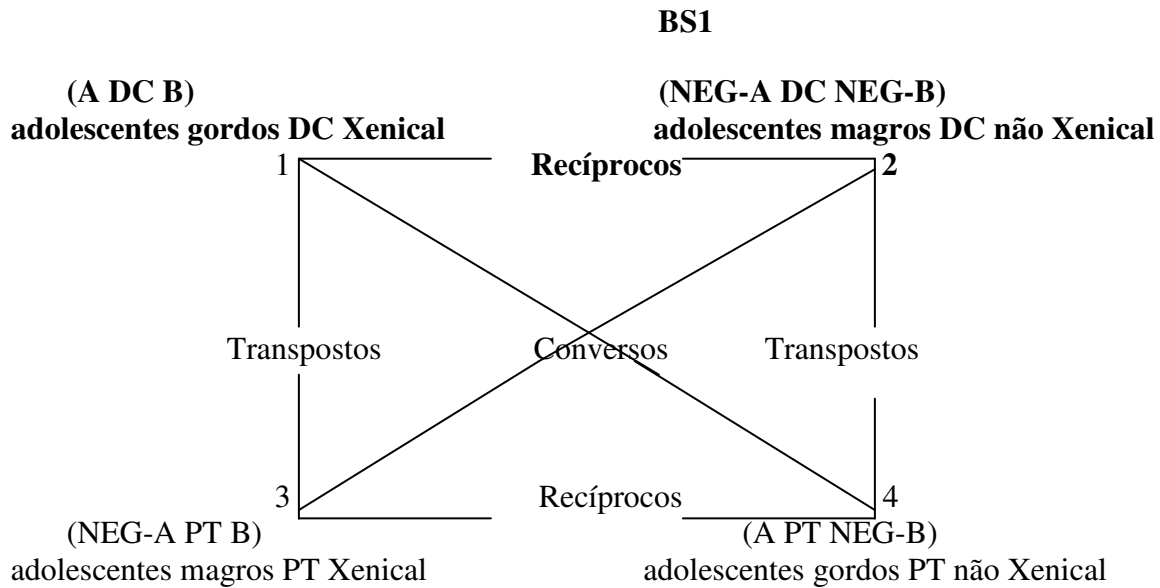 BS1
(A DC B) (NEG-A DC NEG-B)
adolescentes gordos DC Xenical adolescentes magros DC não Xenical
1 Recíprocos 2
Transpostos Conversos Transpostos
3 Recíprocos 4
(NEG-A PT B) (A PT NEG-B)
adolescentes magros PT Xenical adolescentes gordos PT não Xenical